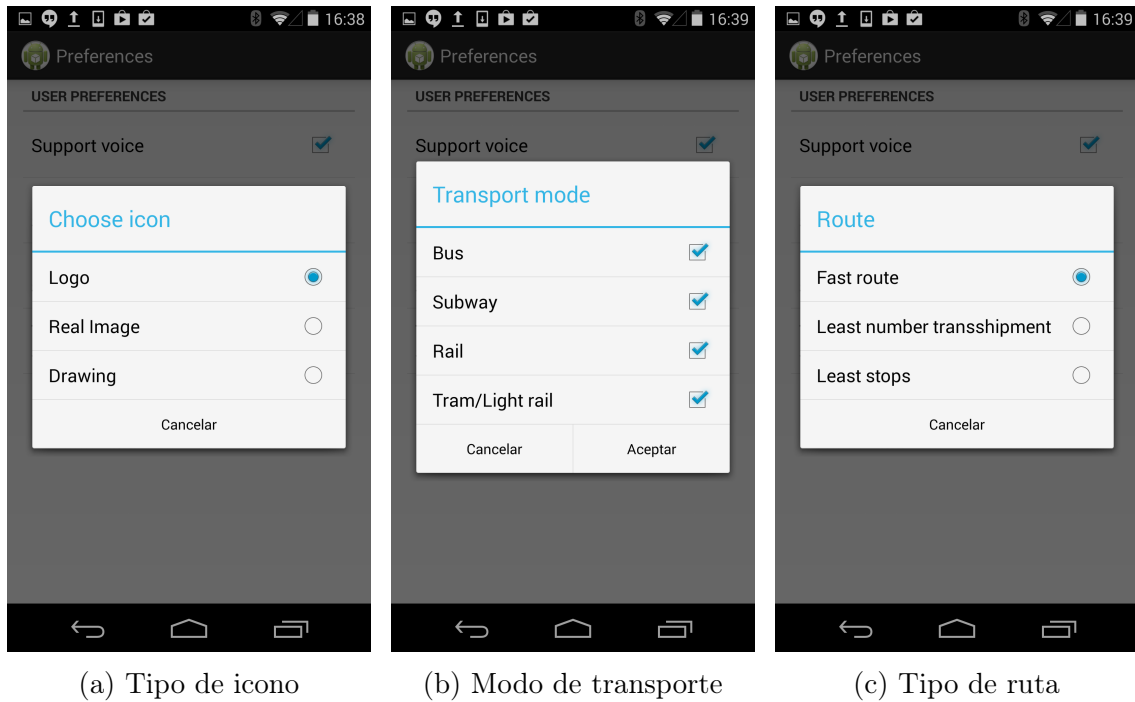 16:38
Preferences
USER PREFERENCES
Support voice
Choose icon
Logo
Real Image
Drawing
Cancelar
(a) Tipo de icono
16:39
Preferences
USER PREFERENCES
Support voice
Transport mode
Bus
Subway
Rail
Tram/Light rail
Cancelar Aceptar
(b) Modo de transporte
16:39
Preferences
USER PREFERENCES
Support voice
Route
Fast route
Least number transshipment
Least stops
Cancelar
(c) Tipo de ruta